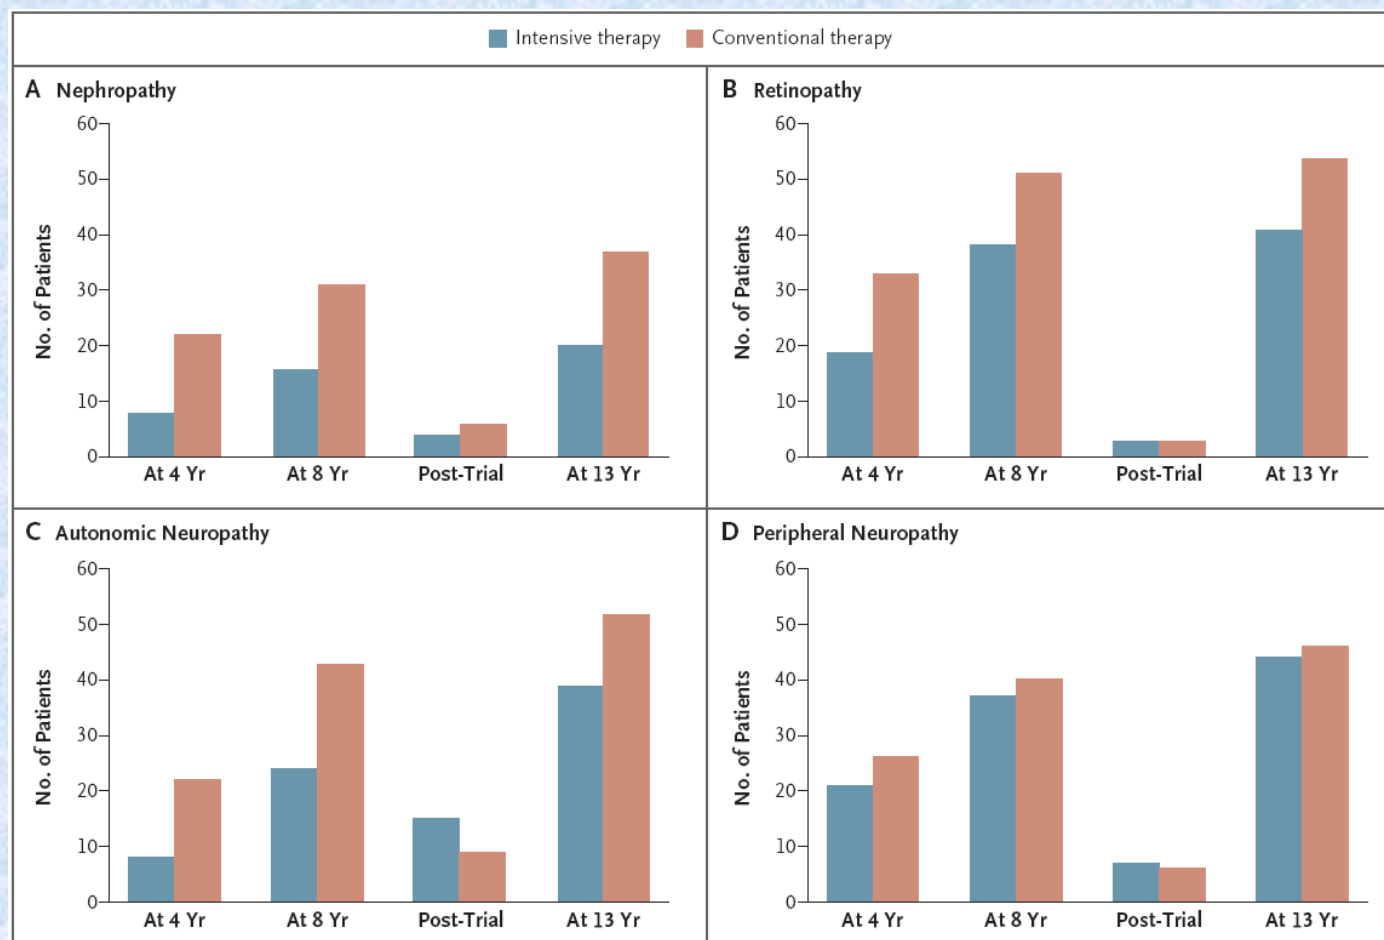 Intensive therapy Conventional therapy
A Nephropathy
60
50
40
30
20
10
0
No. of Patients
At 4 Yr At 8 Yr Post-Trial At 13 Yr
B Retinopathy
60
50
40
30
20
10
0
No. of Patients
At 4 Yr At 8 Yr Post-Trial At 13 Yr
C Autonomic Neuropathy
60
50
40
30
20
10
0
No. of Patients
At 4 Yr At 8 Yr Post-Trial At 13 Yr
D Peripheral Neuropathy
60
50
40
30
20
10
0
No. of Patients
At 4 Yr At 8 Yr Post-Trial At 13 Yr